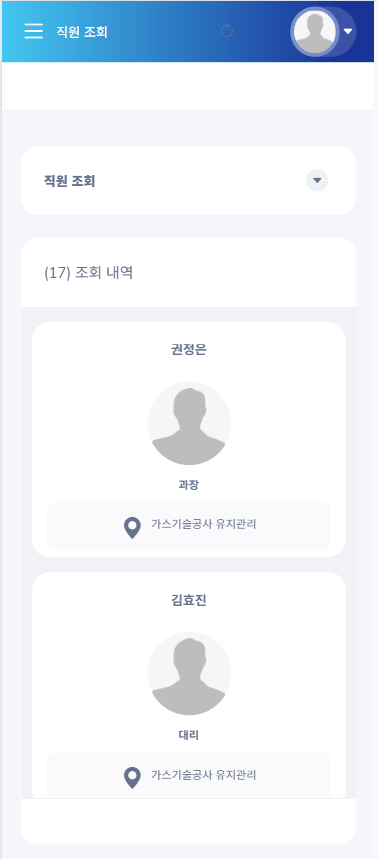 직원 조회
직원 조회
(17) 조회 내역
권정은
과장
가스기술공사 유지관리
김효진
대리
가스기술공사 유지관리